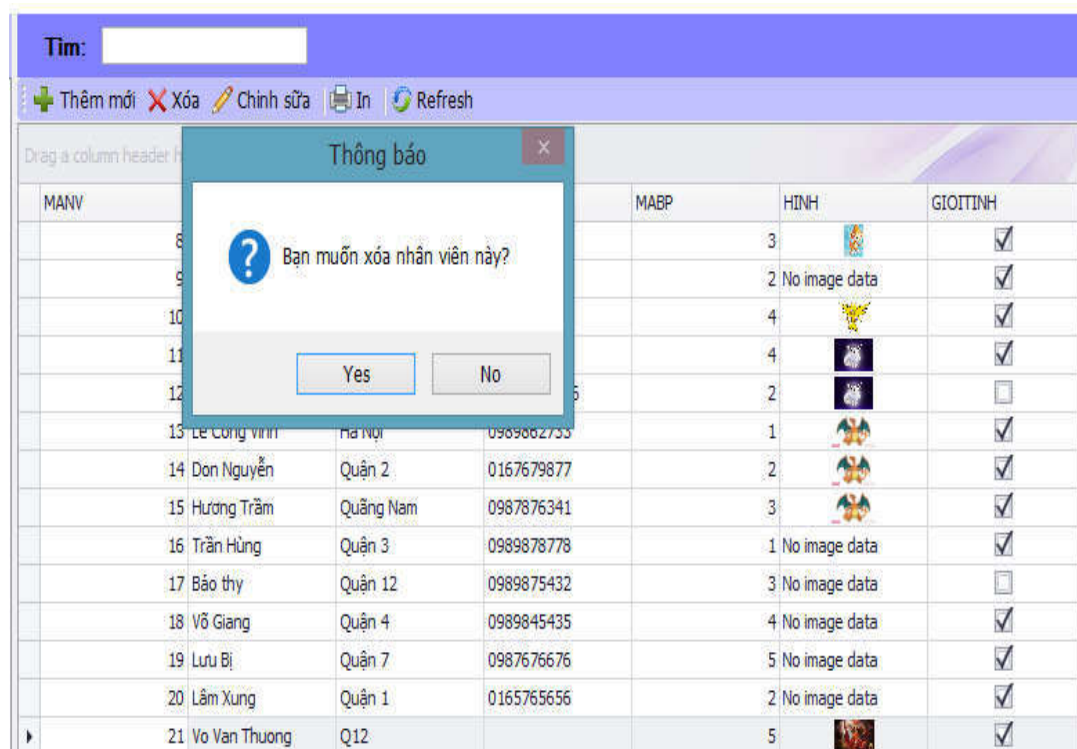 Tìm:
Thêm mới Xóa Chỉnh sữa In Refresh
Drag a column header h
Thông báo
MANV MABP HINH GIOITINH
Bạn muốn xóa nhân viên này?
Yes No
8 3
9 2 No image data
10 4
11 4
12 2
13 Lê Công Vinh Hà Nội 0989862753 1
14 Don Nguyễn Quận 2 0167679877 2
15 Hương Trầm Quãng Nam 0987876341 3
16 Trần Hùng Quận 3 0989878778 1 No image data
17 Bảo thy Quận 12 0989875432 3 No image data
18 Võ Giang Quận 4 0989845435 4 No image data
19 Lưu Bị Quận 7 0987676676 5 No image data
20 Lâm Xung Quận 1 0165765656 2 No image data
21 Vo Van Thuong Q12 5